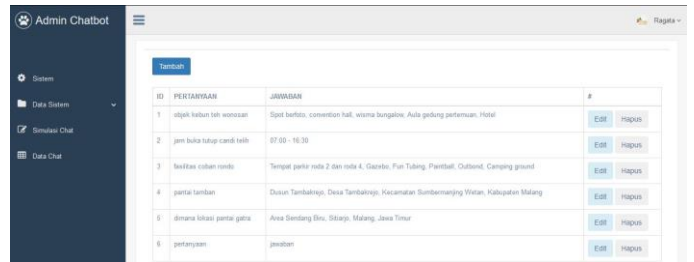 Admin Chatbot
Ragata
Sistem
Data Sistem
Simulasi Chat
Data Chat
Tambah
ID PERTANYAAN JAWABAN #
1 objek kebun teh wonosari Spot berfoto, convention hall, wisma bungalow, Aula gedung pertemuan, Hotel Edit Hapus
2 jam buka tutup candi 07.00 - 16:30 Edit Hapus
3 fasilitas coban rondo Tempat parkir roda 2 dan roda 4, Gazebo, Fun Tubing, Paintball, Outbond, Camping ground Edit Hapus
4 pantai tamban Dusun Tambakrejo, Desa Tambakrejo, Kecamatan Sumbermanjing Wetan, Kabupaten Malang Edit Hapus
5 dimana lokasi pantai gatra Area Sendang Biru, Sitiarjo, Malang, Jawa Timur Edit Hapus
6 pertanyaan jawaban Edit Hapus